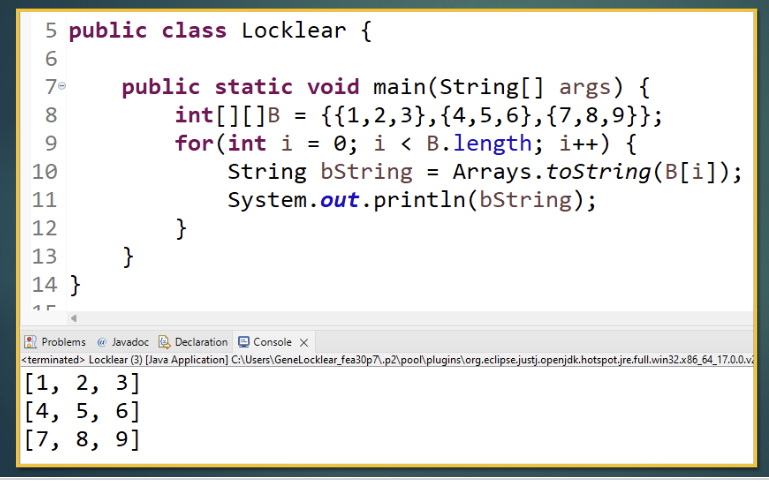 5 public class Locklear {
6
7 public static void main(String[] args) {
8 int[][]B = {{1,2,3},{4,5,6},{7,8,9}};
9 for(int i = 0; i < B.length; i++) {
10 String bString = Arrays.toString(B[i]);
11 System.out.println(bString);
12 }
13 }
14 }
Problems @ Javadoc Declaration Console
<terminated> Locklear (3) [Java Application] C:\Users\GeneLocklear_fea30p7\.p2\pool\plugins\org.eclipse.justj.openjdk.hotspot.jre.full.win32.x86_64_17.0.0.v2
[1, 2, 3]
[4, 5, 6]
[7, 8, 9]